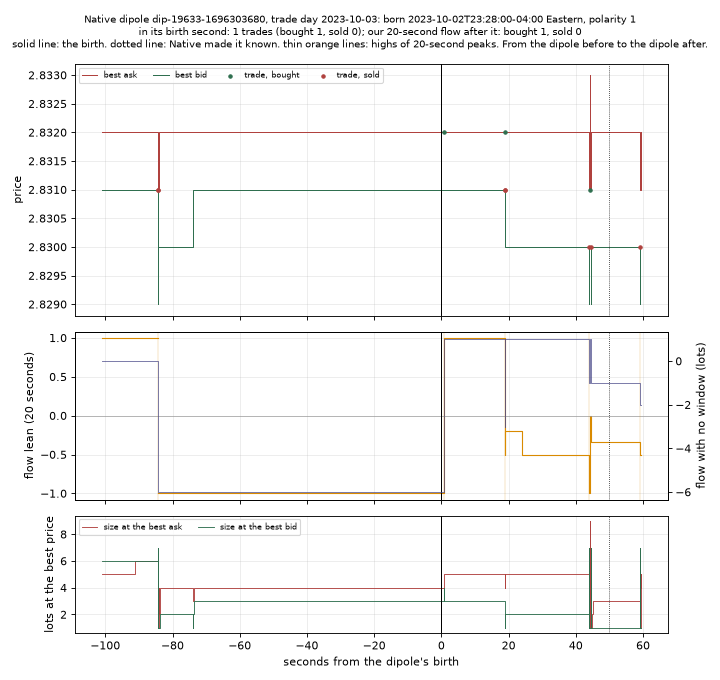 Native dipole dip-19633-1696303680, trade day 2023-10-03: born 2023-10-02T23:28:00-04:00 Eastern, polarity 1
in its birth second: 1 trades (bought 1, sold 0); our 20-second flow after it: bought 1, sold 0
solid line: the birth. dotted line: Native made it known. thin orange lines: highs of 20-second peaks. From the dipole before to the dipole after.
best ask best bid trade, bought trade, sold
2.8330
2.8325
2.8320
2.8315
2.8310
2.8305
2.8300
2.8295
2.8290
price
1.0
0.5
0.0
−0.5
−1.0
flow lean (20 seconds)
0
−2
−4
−6
flow with no window (lots)
size at the best ask size at the best bid
8
6
4
2
lots at the best price
−100 −80 −60 −40 −20 0 20 40 60
seconds from the dipole's birth